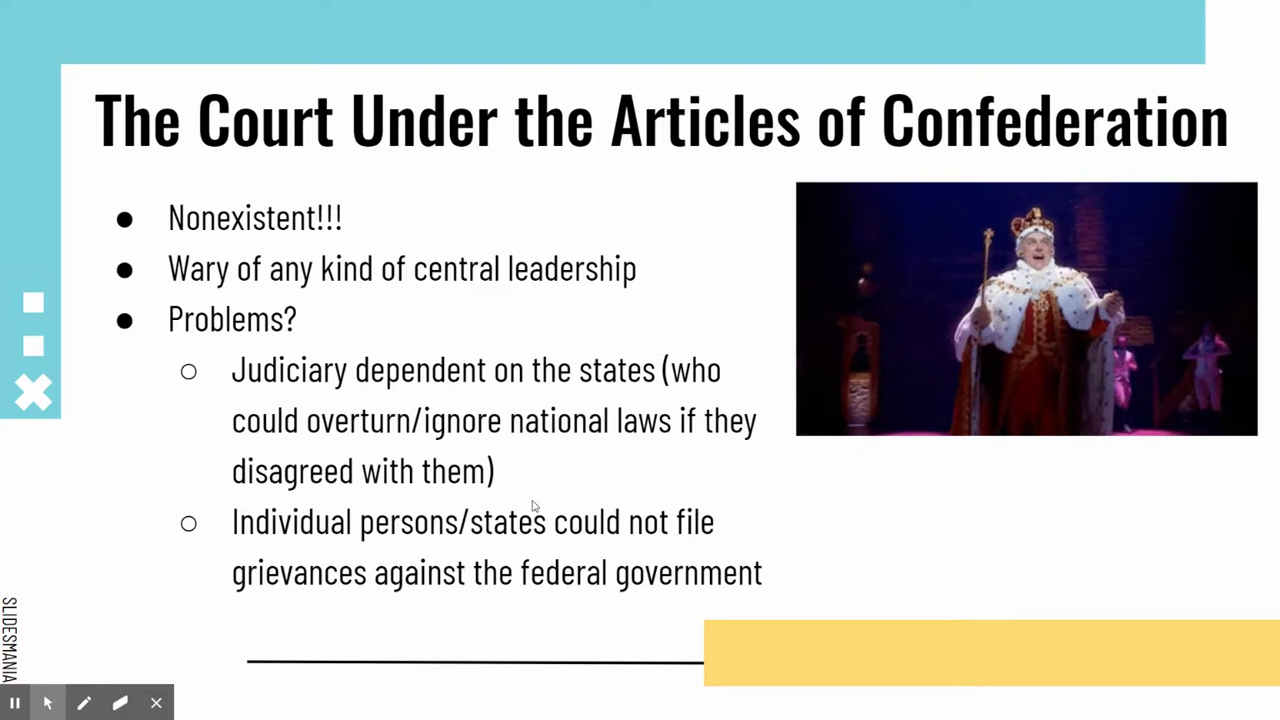 The Court Under the Articles of Confederation
● Nonexistent!!!
● Wary of any kind of central leadership
● Problems?
○ Judiciary dependent on the states (who
could overturn/ignore national laws if they
disagreed with them)
○ Individual persons/states could not file
grievances against the federal government
SLIDESMANIA